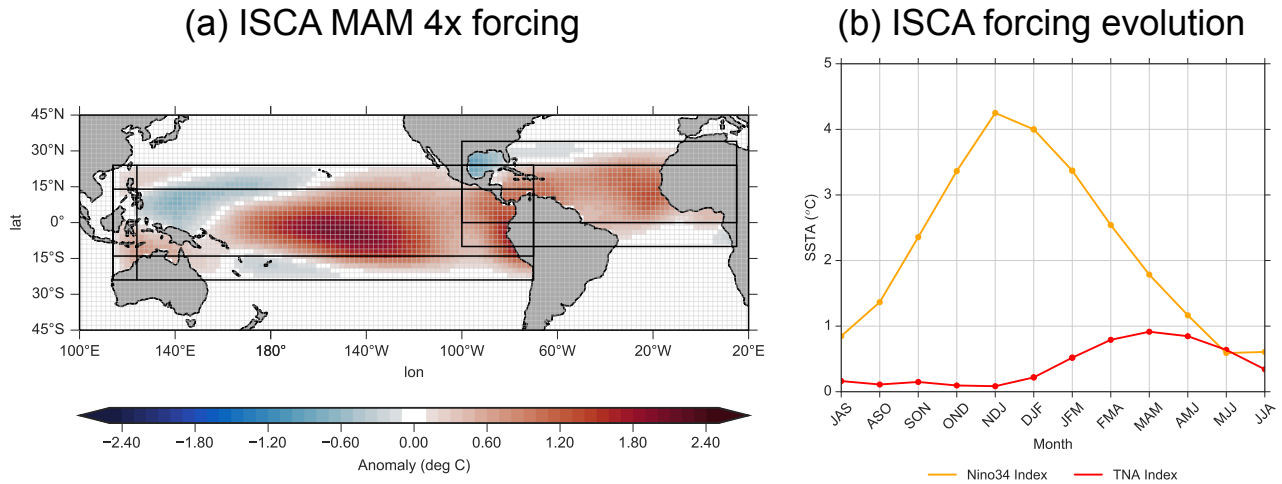 (a) ISCA MAM 4x forcing
45°N
30°N
15°N
0°
15°S
30°S
45°S
lat
100°E 140°E 180° 140°W 100°W 60°W 20°W 20°E
lon
−2.40 −1.80 −1.20 −0.60 0.00 0.60 1.20 1.80 2.40
Anomaly (deg C)
(b) ISCA forcing evolution
5
4
3
2
1
0
SSTA (°C)
JAS ASO SON OND NDJ DJF JFM FMA MAM AMJ MJJ JJA
Month
Nino34 Index TNA Index